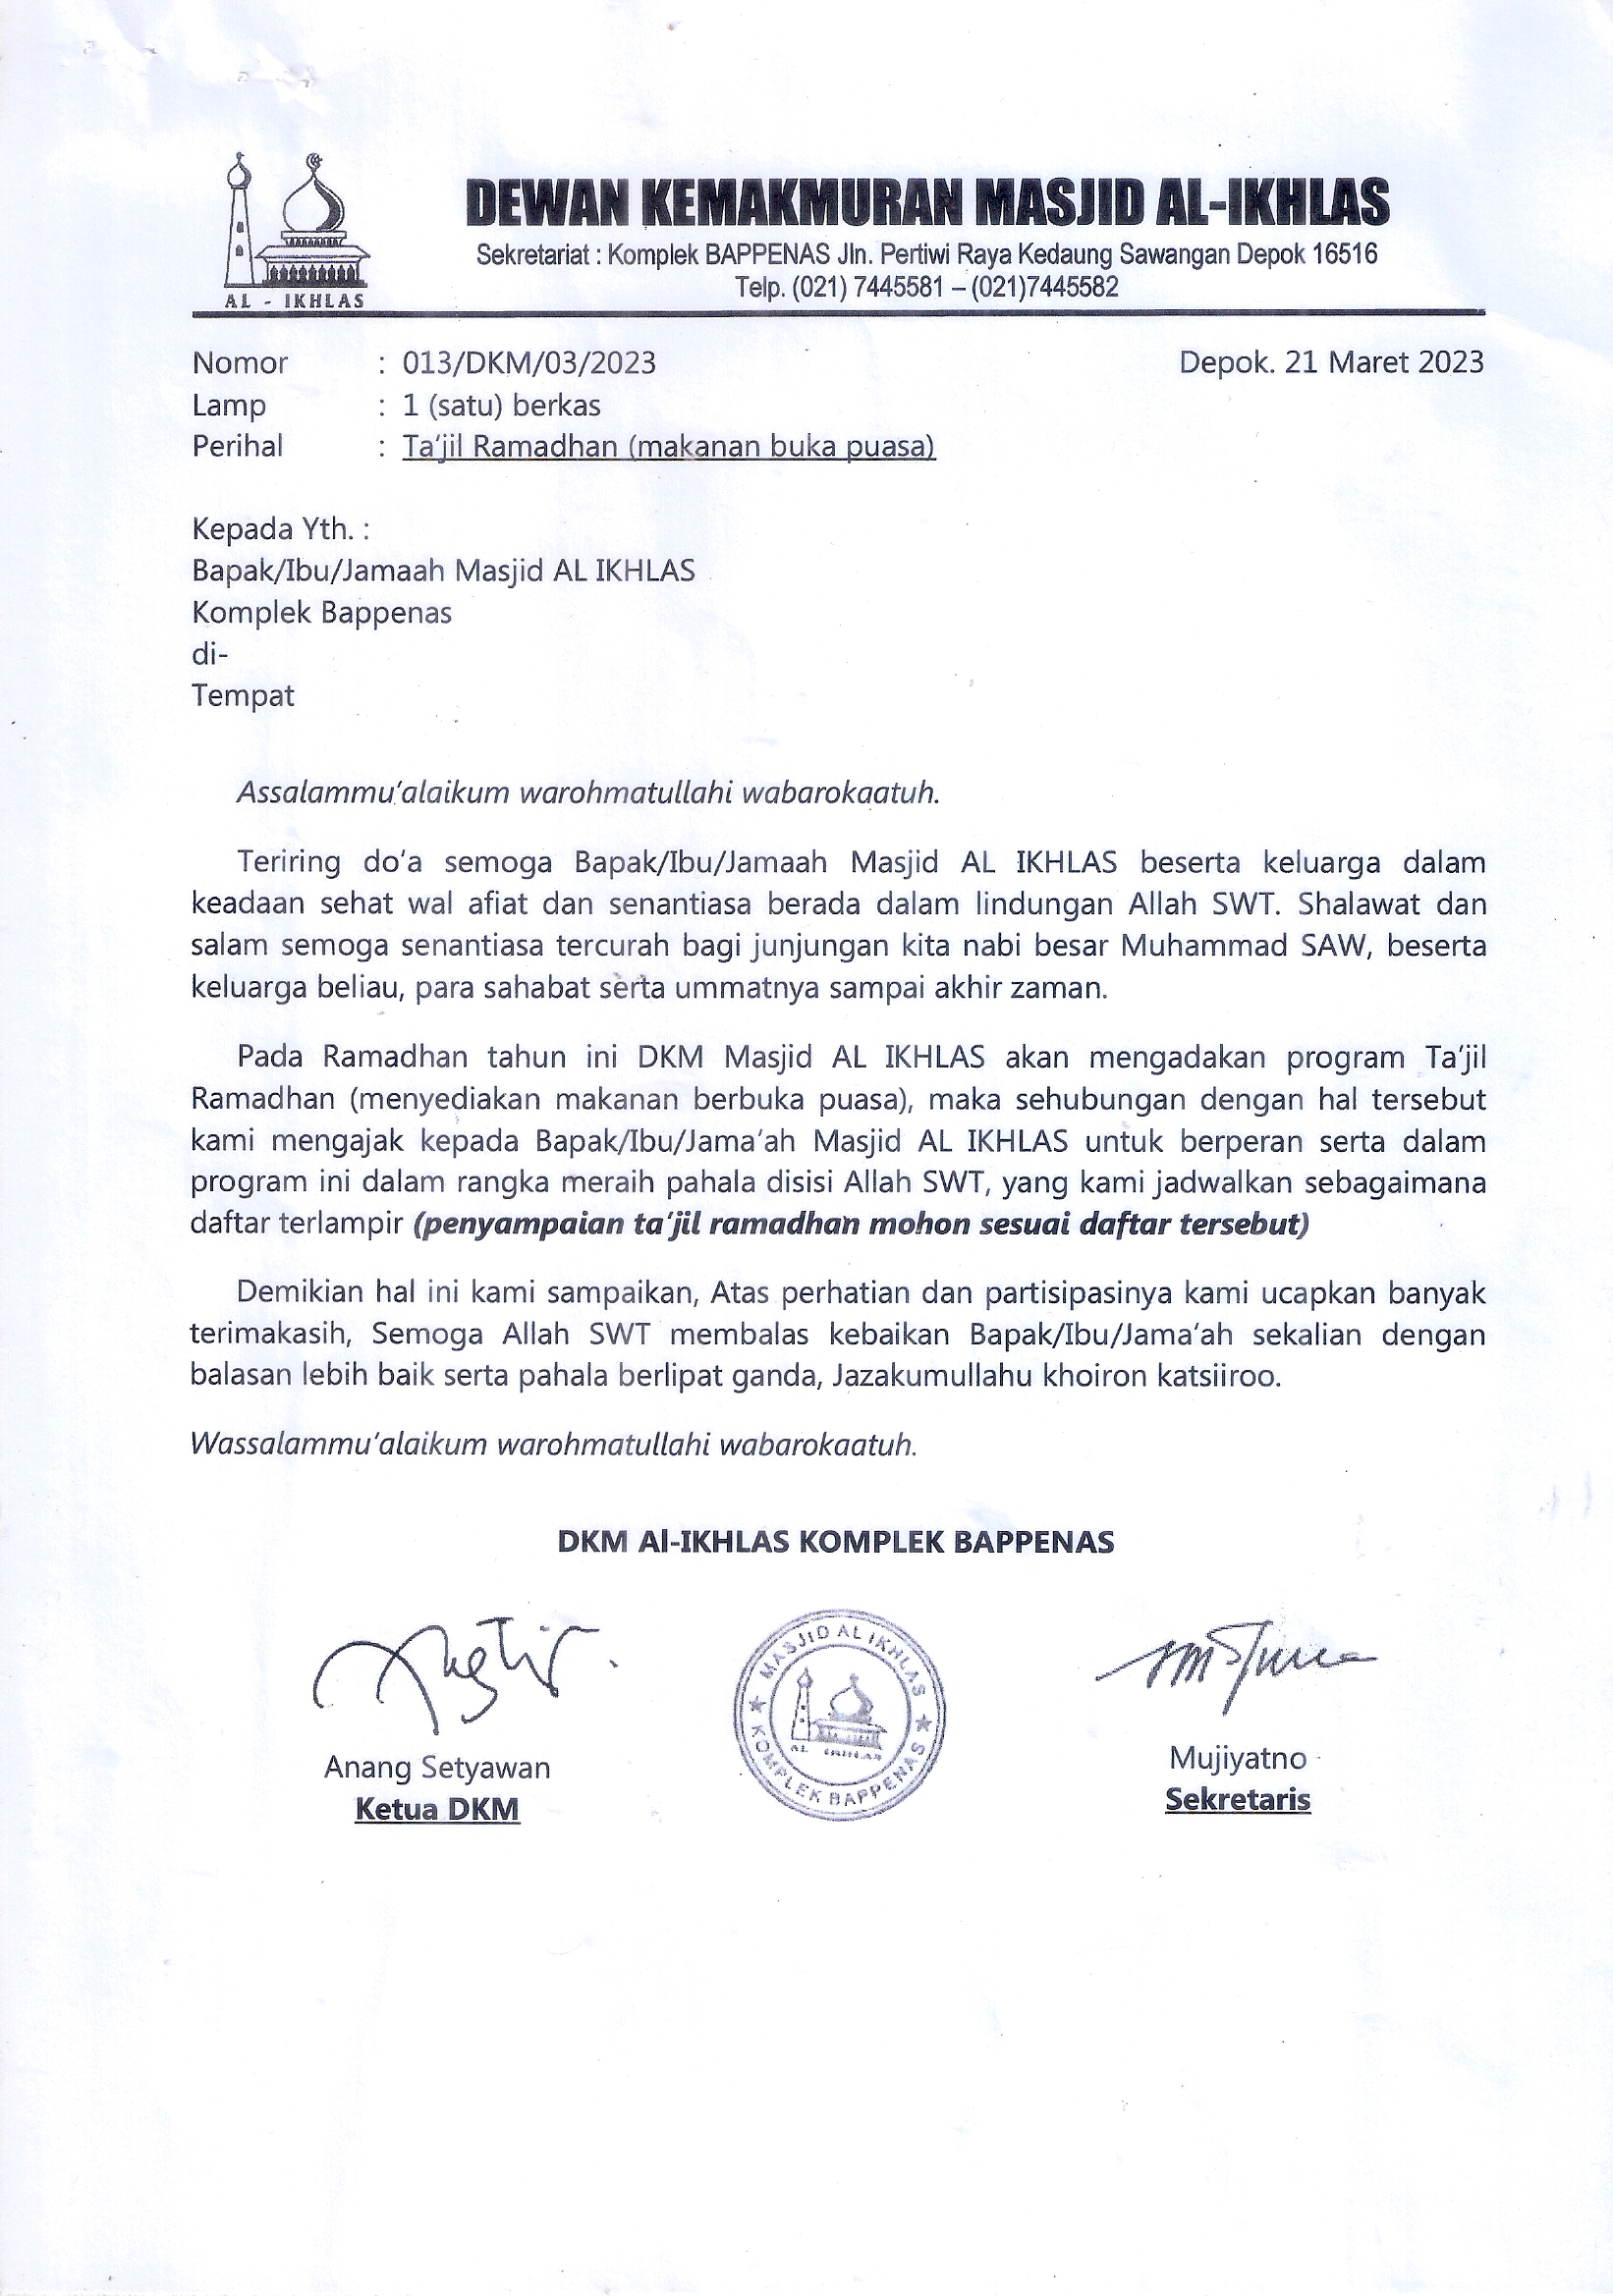 DEWAN KEMAKMURAN MASJID AL-IKHLAS
Sekretariat : Komplek BAPPENAS Jln. Pertiwi Raya Kedaung Sawangan Depok 16516
Telp. (021) 7445581 – (021)7445582
AL - IKHLAS
Nomor : 013/DKM/03/2023 Depok. 21 Maret 2023
Lamp : 1 (satu) berkas
Perihal : Ta'jil Ramadhan (makanan buka puasa)
Kepada Yth. :
Bapak/Ibu/Jamaah Masjid AL IKHLAS
Komplek Bappenas
di-
Tempat
Assalammu'alaikum warohmatullahi wabarokaatuh.
Teriring do'a semoga Bapak/Ibu/Jamaah Masjid AL IKHLAS beserta keluarga dalam
keadaan sehat wal afiat dan senantiasa berada dalam lindungan Allah SWT. Shalawat dan
salam semoga senantiasa tercurah bagi junjungan kita nabi besar Muhammad SAW, beserta
keluarga beliau, para sahabat serta ummatnya sampai akhir zaman.
Pada Ramadhan tahun ini DKM Masjid AL IKHLAS akan mengadakan program Ta'jil
Ramadhan (menyediakan makanan berbuka puasa), maka sehubungan dengan hal tersebut
kami mengajak kepada Bapak/Ibu/Jama'ah Masjid AL IKHLAS untuk berperan serta dalam
program ini dalam rangka meraih pahala disisi Allah SWT, yang kami jadwalkan sebagaimana
daftar terlampir (penyampaian ta'jil ramadhan mohon sesuai daftar tersebut)
Demikian hal ini kami sampaikan, Atas perhatian dan partisipasinya kami ucapkan banyak
terimakasih, Semoga Allah SWT membalas kebaikan Bapak/Ibu/Jama'ah sekalian dengan
balasan lebih baik serta pahala berlipat ganda, Jazakumullahu khoiron katsiiroo.
Wassalammu'alaikum warohmatullahi wabarokaatuh.
DKM Al-IKHLAS KOMPLEK BAPPENAS
MASJID AL IKHLAS
AL IKHLAS
KOMPLEK BAPPENAS
Anang Setyawan
Ketua DKM
Mujiyatno
Sekretaris